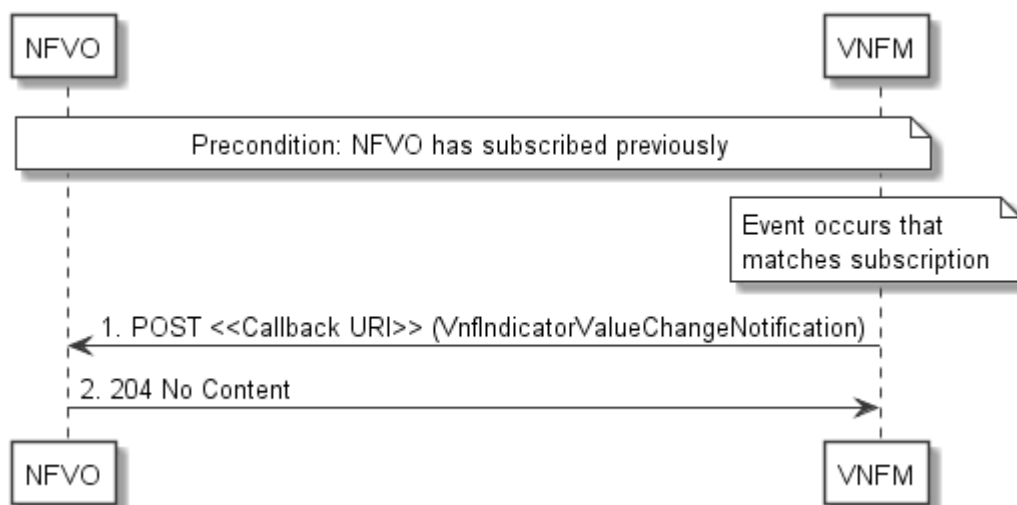 NFVO VNFM
Precondition: NFVO has subscribed previously
Event occurs that
matches subscription
1. POST <<Callback URI>> (VnfIndicatorValueChangeNotification)
2. 204 No Content
NFVO VNFM